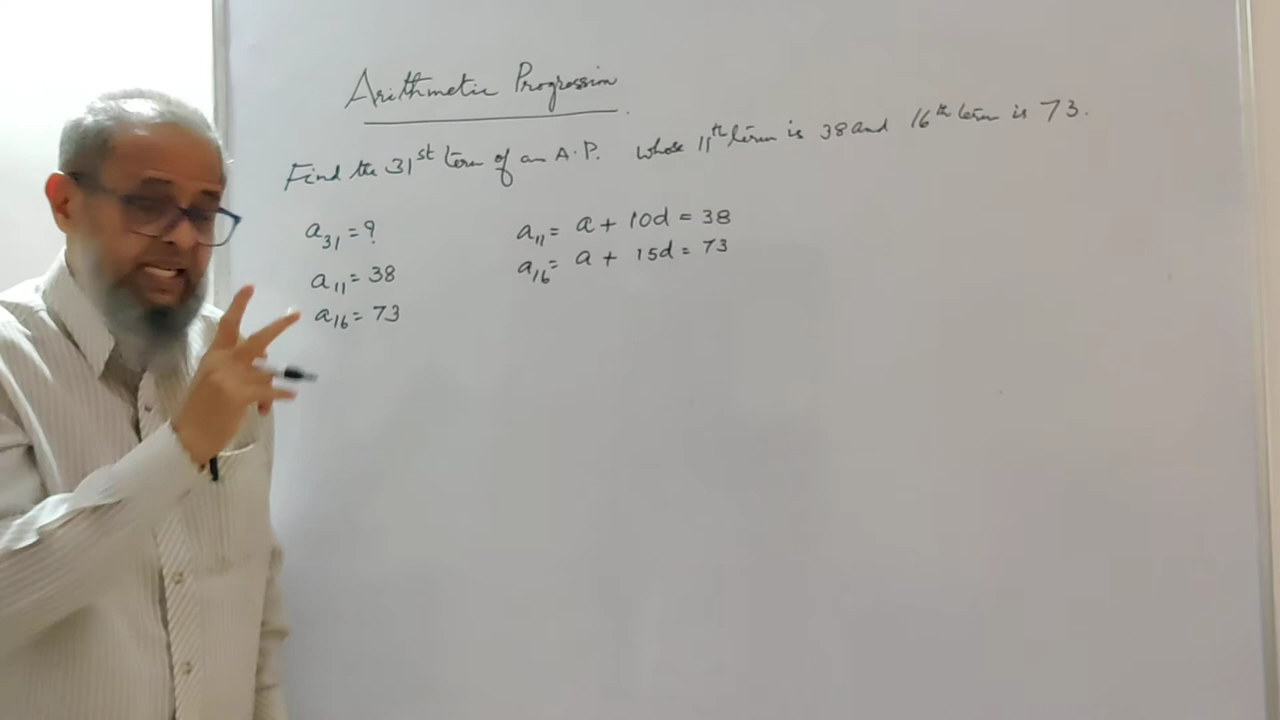 Arithmetic Progression
Find the 31st term of an A.P. whose 11th term is 38 and 16th term is 73.
a31 = ?
a11 = 38
a16 = 73
a11 = a + 10d = 38
a16 = a + 15d = 73